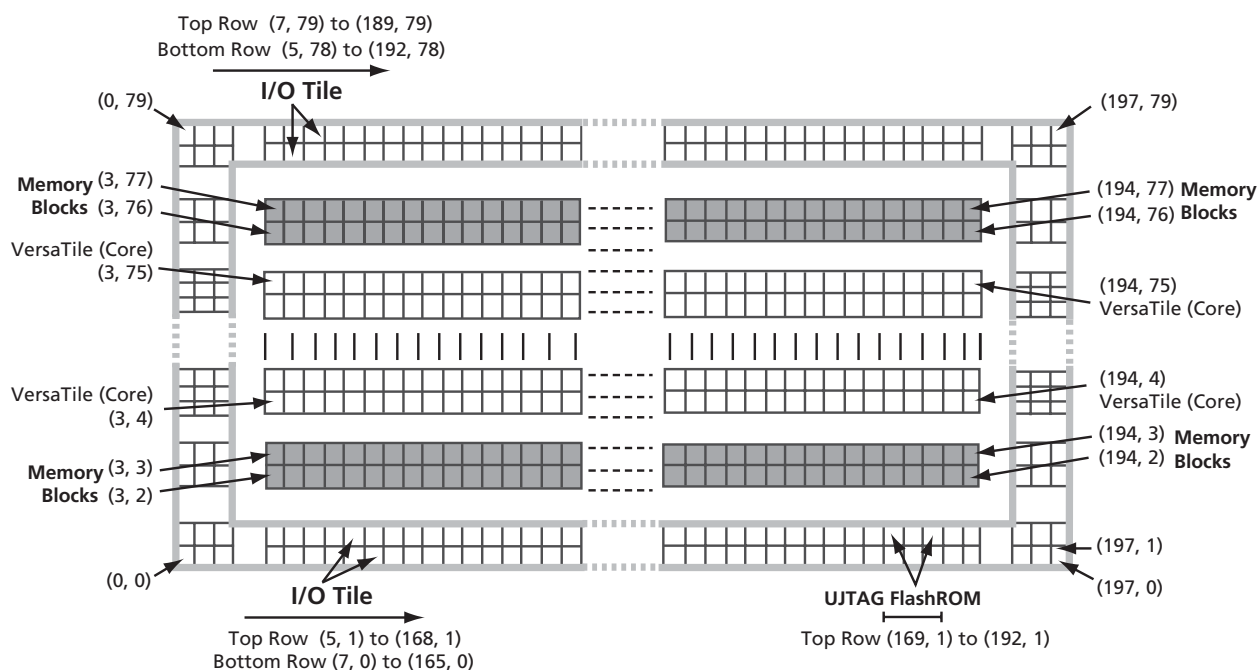 Top Row (7, 79) to (189, 79)
Bottom Row (5, 78) to (192, 78)
I/O Tile
(0, 79)
(197, 79)
Memory (3, 77)
Blocks (3, 76)
(194, 77) Memory
(194, 76) Blocks
VersaTile (Core)
(3, 75)
(194, 75)
VersaTile (Core)
VersaTile (Core)
(3, 4)
(194, 4)
VersaTile (Core)
Memory (3, 3)
Blocks (3, 2)
(194, 3) Memory
(194, 2) Blocks
(197, 1)
(0, 0)
(197, 0)
I/O Tile
UJTAG FlashROM
Top Row (5, 1) to (168, 1)
Bottom Row (7, 0) to (165, 0)
Top Row (169, 1) to (192, 1)